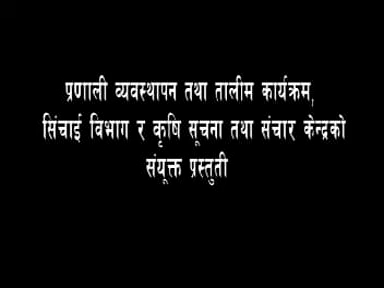 प्रणाली व्यवस्थापन तथा तालीम कार्यक्रम,
सिंचाई विभाग र कृषि सूचना तथा संचार केन्द्रको
संयूक्त प्रस्तुती